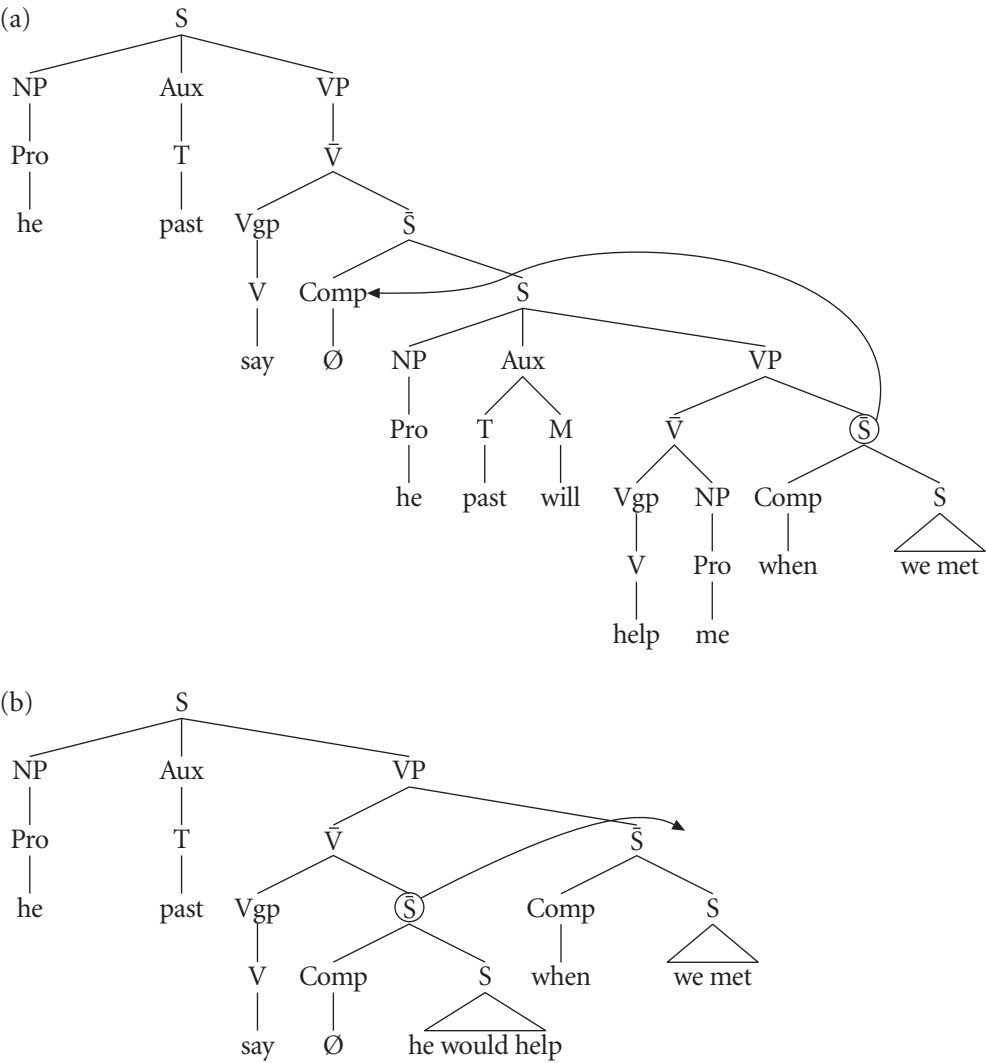 (a) S
NP Aux VP
Pro T V̄
he past Vgp S̄
V Comp S
say Ø NP Aux VP
Pro T M V̄ S̄
he past will Vgp NP Comp S
V Pro when we met
help me
(b) S
NP Aux VP
Pro T V̄ S̄
he past Vgp S̄ Comp S
V Comp S when we met
say Ø he would help